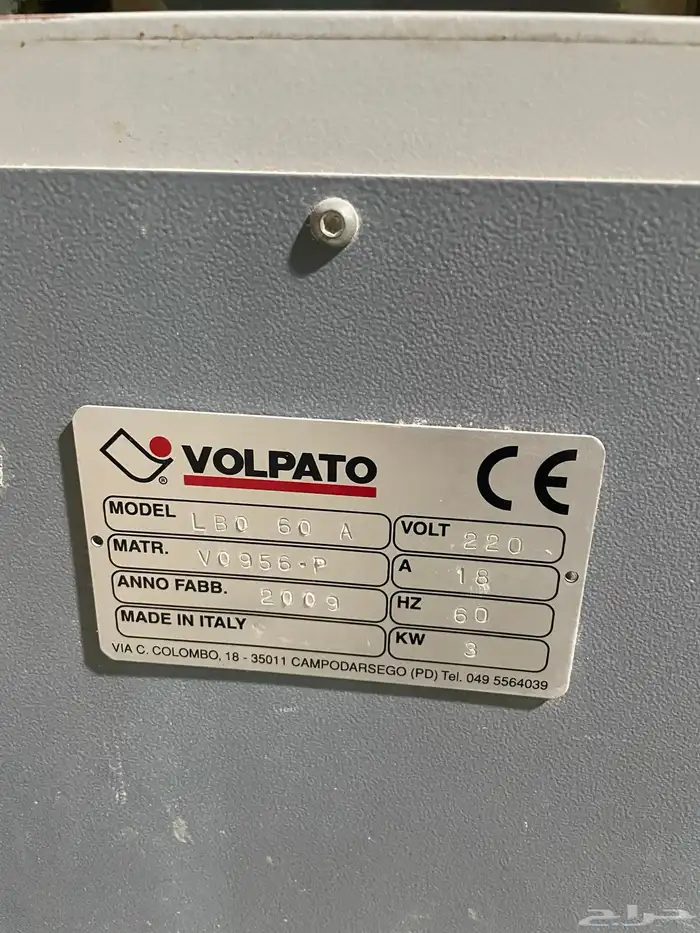 VOLPATO
CE
MODEL LBO 60 A
MATR. V0956-P
ANNO FABB. 2009
MADE IN ITALY
VOLT 220
A 18
HZ 60
KW 3
VIA C. COLOMBO, 18 - 35011 CAMPODARSEGO (PD) Tel. 049 5564039
حراج